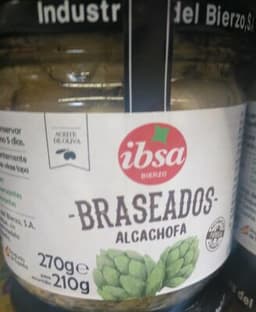 Industr
del Bierzo, S.
ACEITE
DE OLIVA
ibsa
BIERZO
-BRASEADOS-
ALCACHOFA
270g e
210g